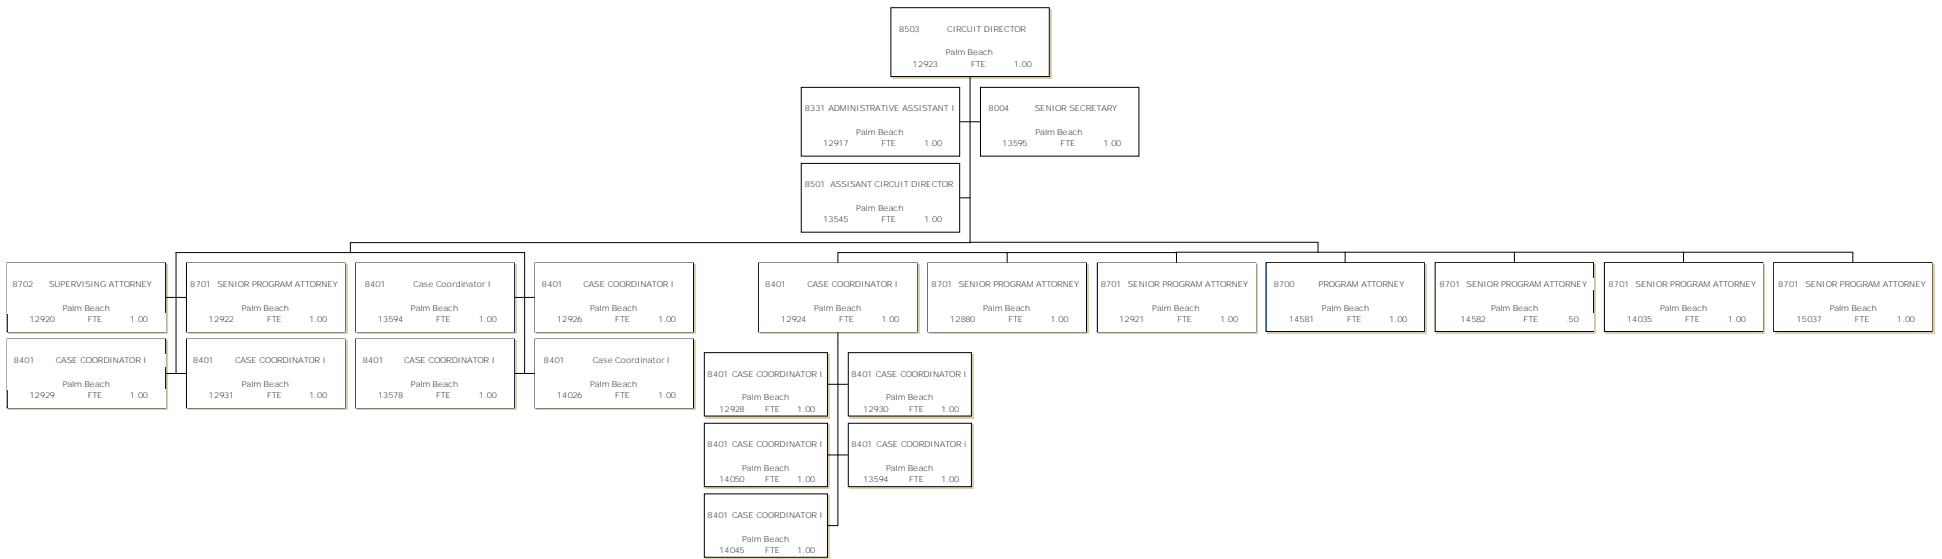 8503 CIRCUIT DIRECTOR
Palm Beach
12923 FTE 1.00
8331 ADMINISTRATIVE ASSISTANT I
Palm Beach
12917 FTE 1.00
8004 SENIOR SECRETARY
Palm Beach
13595 FTE 1.00
8501 ASSISANT CIRCUIT DIRECTOR
Palm Beach
13545 FTE 1.00
8702 SUPERVISING ATTORNEY
Palm Beach
12920 FTE 1.00
8701 SENIOR PROGRAM ATTORNEY
Palm Beach
12922 FTE 1.00
8401 Case Coordinator I
Palm Beach
13594 FTE 1.00
8401 CASE COORDINATOR I
Palm Beach
12926 FTE 1.00
8401 CASE COORDINATOR I
Palm Beach
12924 FTE 1.00
8701 SENIOR PROGRAM ATTORNEY
Palm Beach
12880 FTE 1.00
8701 SENIOR PROGRAM ATTORNEY
Palm Beach
12921 FTE 1.00
8700 PROGRAM ATTORNEY
Palm Beach
14581 FTE 1.00
8701 SENIOR PROGRAM ATTORNEY
Palm Beach
14582 FTE .50
8701 SENIOR PROGRAM ATTORNEY
Palm Beach
14035 FTE 1.00
8701 SENIOR PROGRAM ATTORNEY
Palm Beach
15037 FTE 1.00
8401 CASE COORDINATOR I
Palm Beach
12929 FTE 1.00
8401 CASE COORDINATOR I
Palm Beach
12931 FTE 1.00
8401 CASE COORDINATOR I
Palm Beach
13578 FTE 1.00
8401 Case Coordinator I
Palm Beach
14026 FTE 1.00
8401 CASE COORDINATOR I
Palm Beach
12928 FTE 1.00
8401 CASE COORDINATOR I
Palm Beach
12930 FTE 1.00
8401 CASE COORDINATOR I
Palm Beach
14050 FTE 1.00
8401 CASE COORDINATOR I
Palm Beach
13594 FTE 1.00
8401 CASE COORDINATOR I
Palm Beach
14045 FTE 1.00